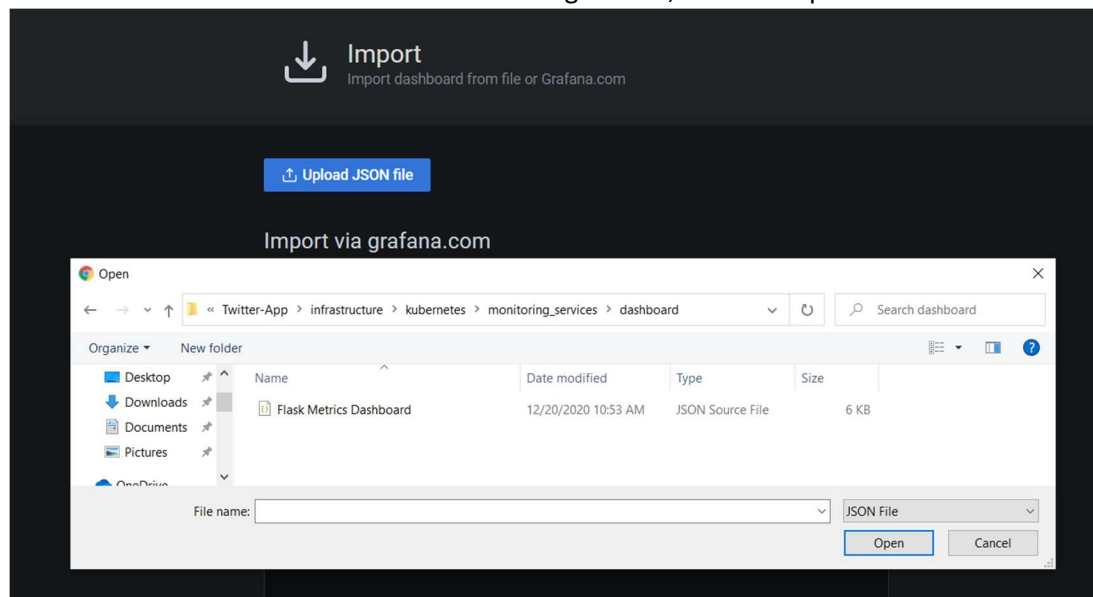 Import
Import dashboard from file or Grafana.com
Upload JSON file
Import via grafana.com
Open
« Twitter-App > infrastructure > kubernetes > monitoring_services > dashboard
Search dashboard
Organize
New folder
Desktop
Downloads
Documents
Pictures
OneDrive
Name Date modified Type Size
Flask Metrics Dashboard 12/20/2020 10:53 AM JSON Source File 6 KB
File name:
JSON File
Open Cancel